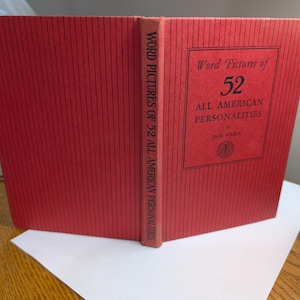 WORD PICTURES OF 52 ALL AMERICAN PERSONALITIES
Word Pictures of
52
ALL AMERICAN
PERSONALITIES